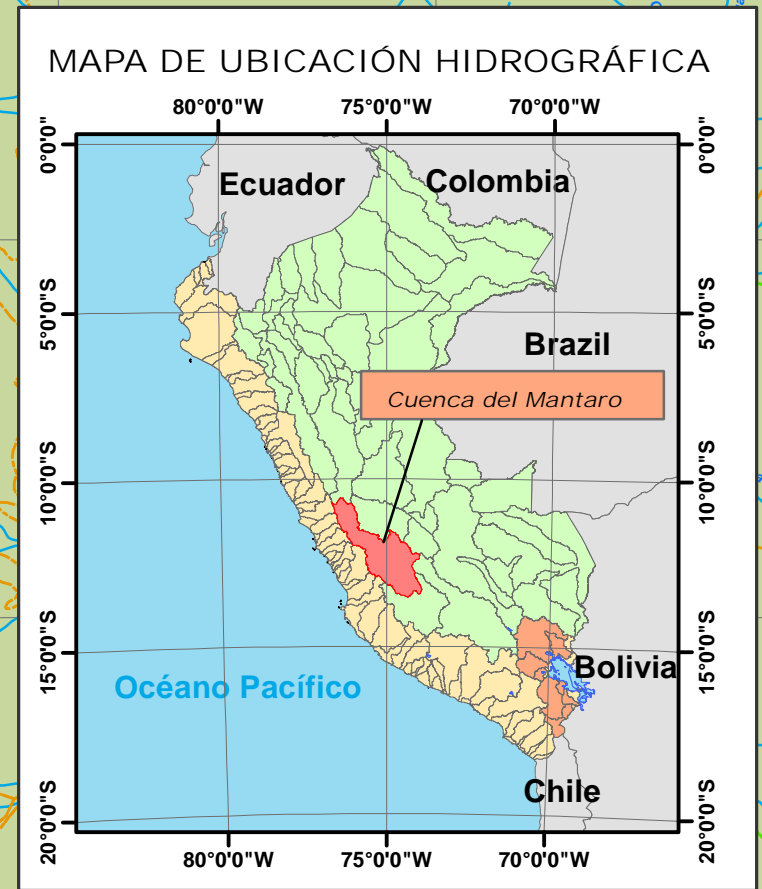 MAPA DE UBICACIÓN HIDROGRÁFICA
80°0'0"W 75°0'0"W 70°0'0"W
0°0'0" 0°0'0"
Ecuador Colombia
5°0'0"S 5°0'0"S
Brazil
Cuenca del Mantaro
10°0'0"S 10°0'0"S
15°0'0"S 15°0'0"S
Bolivia
Océano Pacífico
Chile
20°0'0"S 20°0'0"S
80°0'0"W 75°0'0"W 70°0'0"W